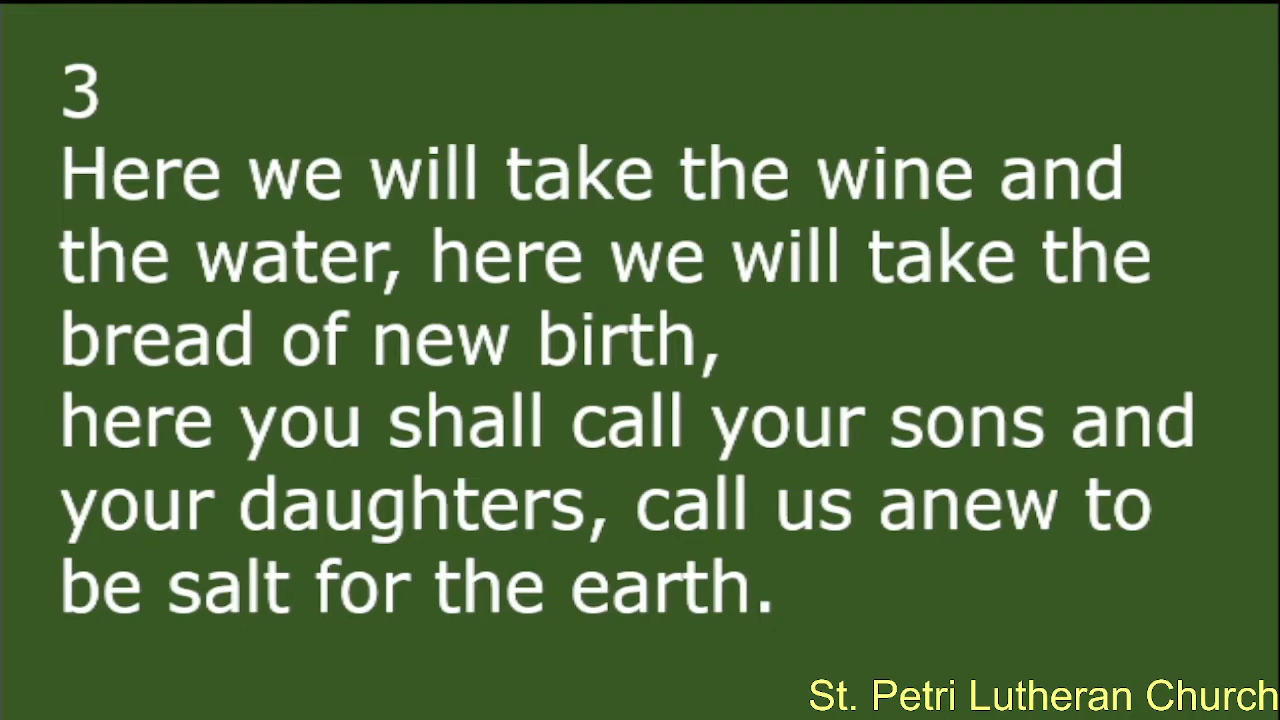 3
Here we will take the wine and
the water, here we will take the
bread of new birth,
here you shall call your sons and
your daughters, call us anew to
be salt for the earth.
St. Petri Lutheran Church